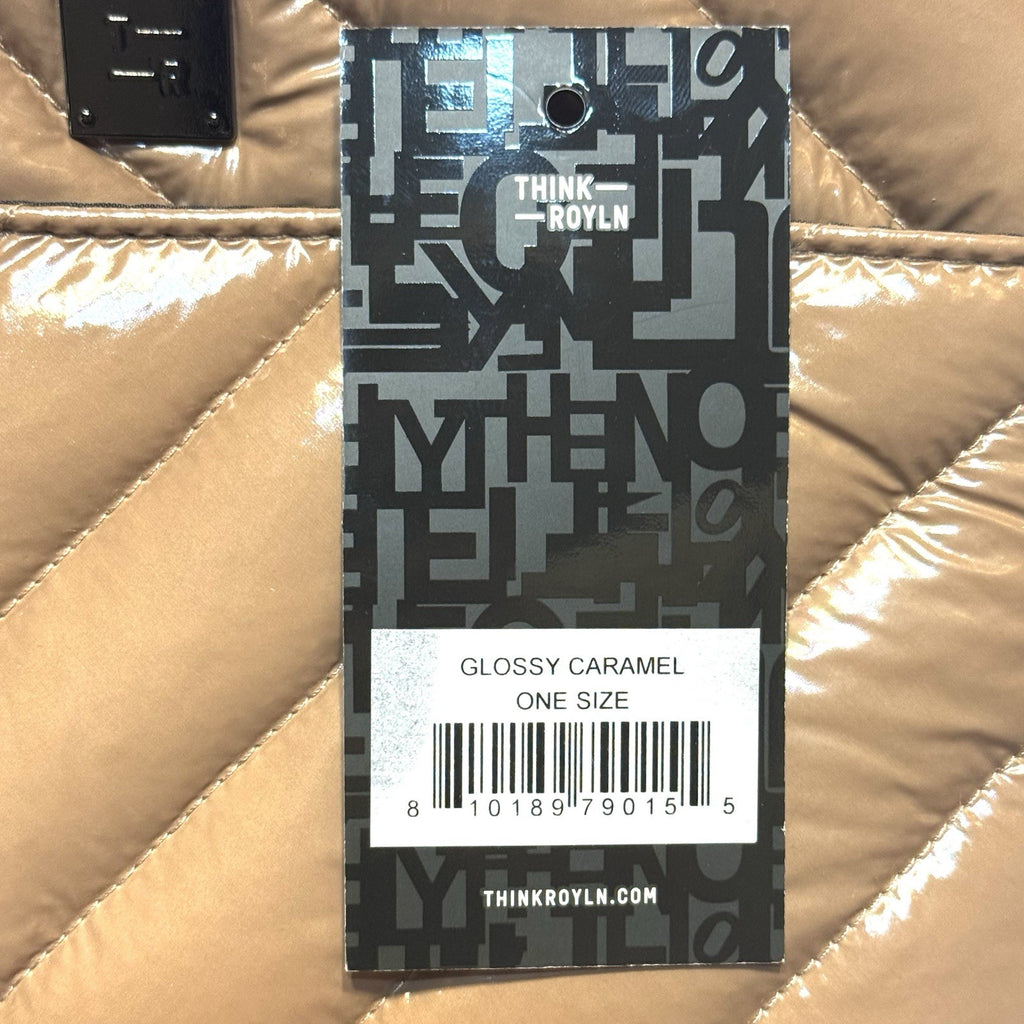 T—
—R
THINK—
—ROYLN
GLOSSY CARAMEL
ONE SIZE
8 10189 79015 5
THINKROYLN.COM